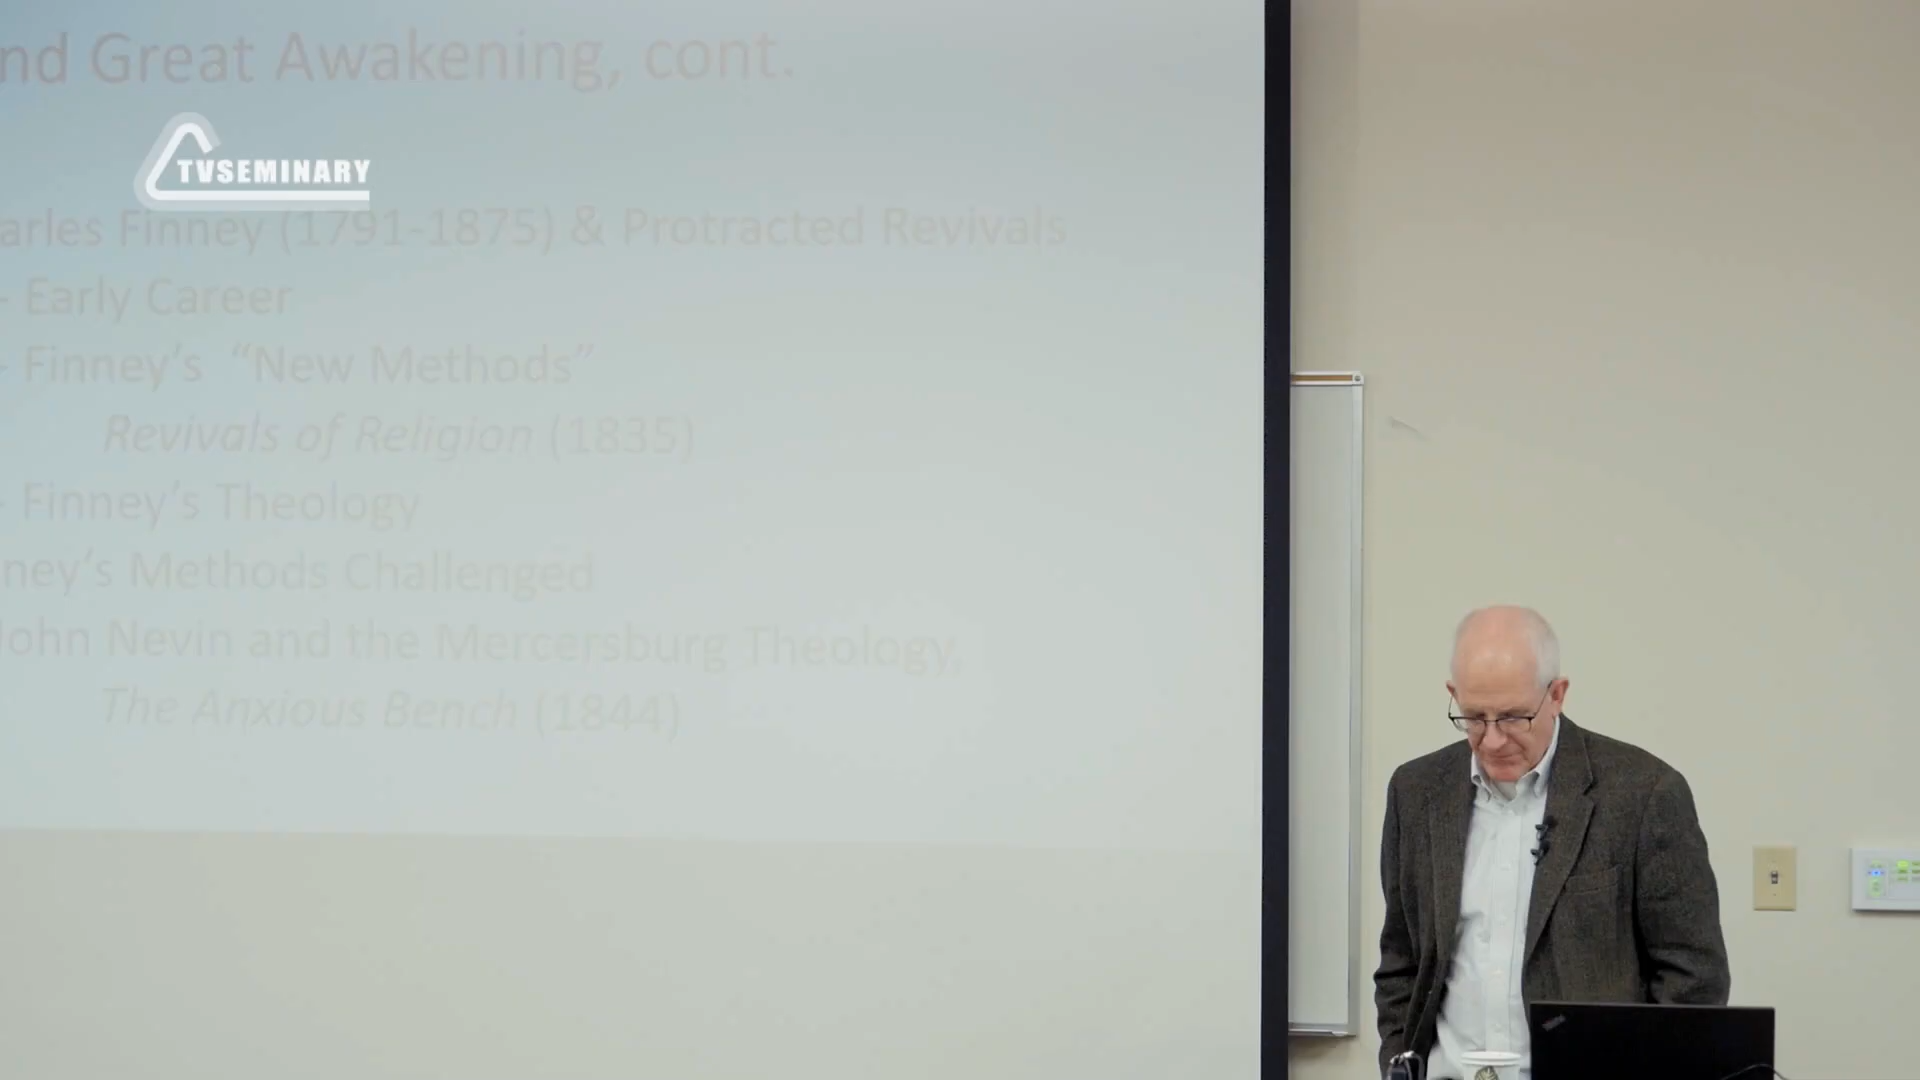 nd Great Awakening, cont.
TVSEMINARY
arles Finney (1791-1875) & Protracted Revivals
- Early Career
- Finney's "New Methods"
Revivals of Religion (1835)
- Finney's Theology
ney's Methods Challenged
John Nevin and the Mercersburg Theology,
The Anxious Bench (1844)